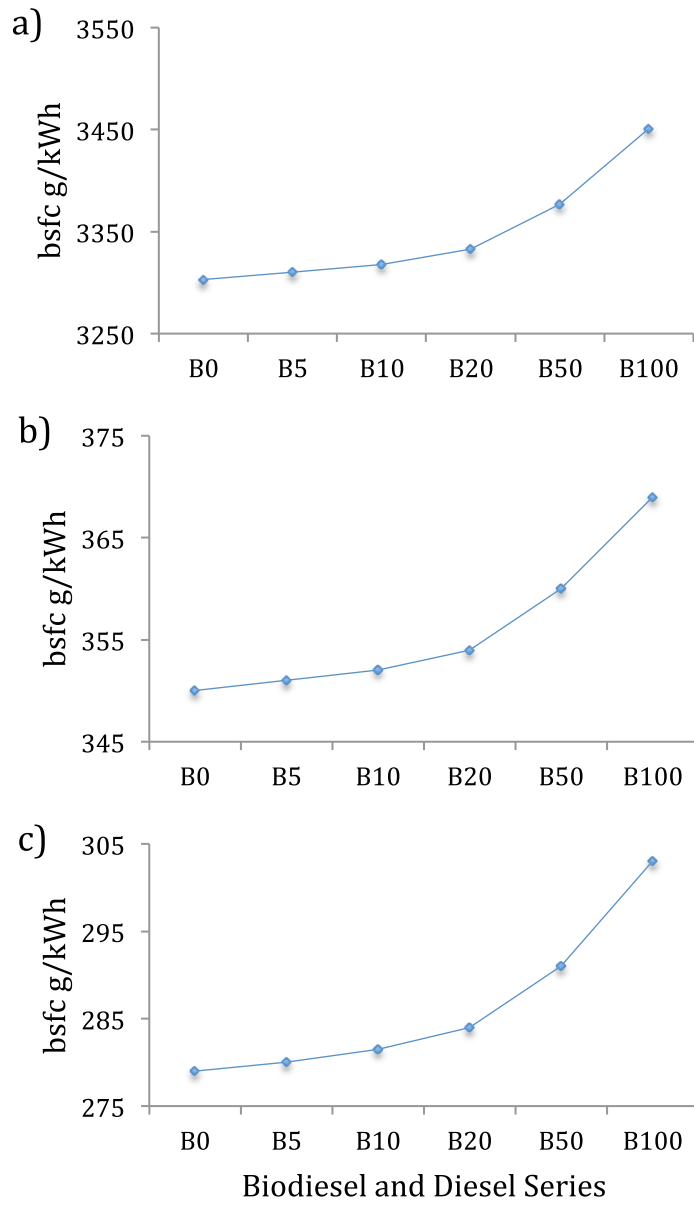 a)
bsfc g/kWh
3550
3450
3350
3250
B0 B5 B10 B20 B50 B100
b)
bsfc g/kWh
375
365
355
345
B0 B5 B10 B20 B50 B100
c)
bsfc g/kWh
305
295
285
275
B0 B5 B10 B20 B50 B100
Biodiesel and Diesel Series